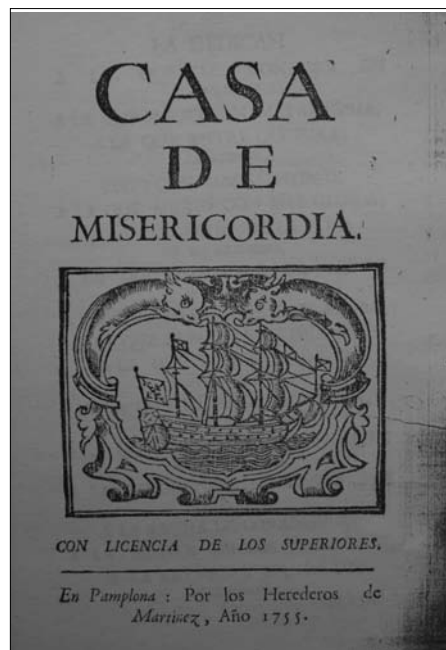 CASA
DE
MISERICORDIA.
CON LICENCIA DE LOS SUPERIORES.
En Pamplona : Por los Herederos de
Martinez, Año 1755.